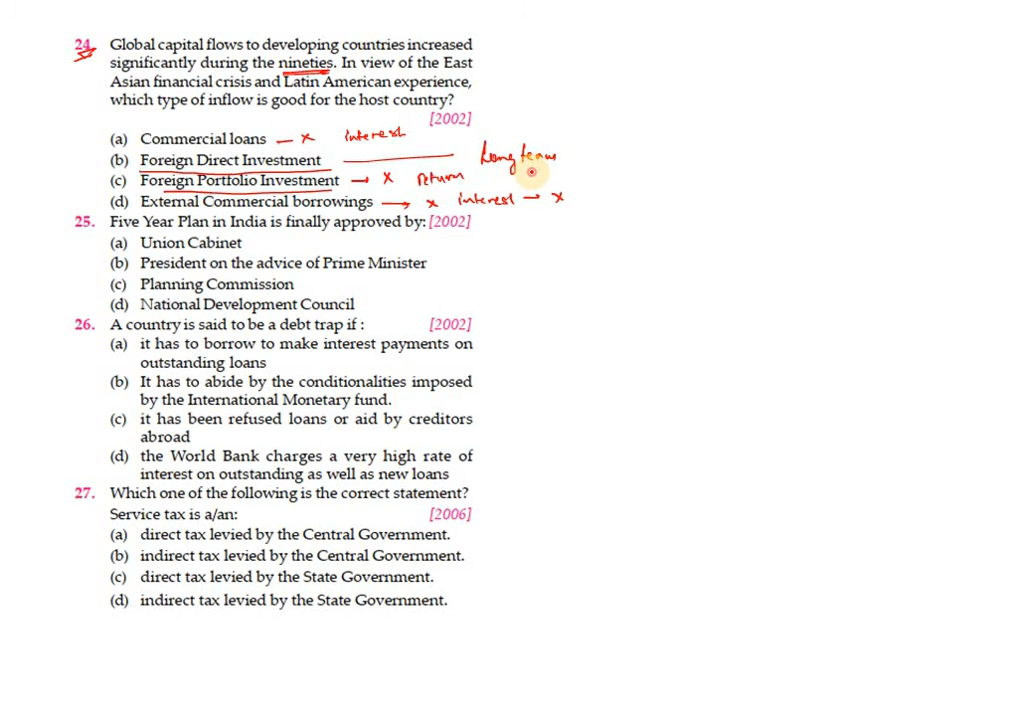 24. Global capital flows to developing countries increased
significantly during the nineties. In view of the East
Asian financial crisis and Latin American experience,
which type of inflow is good for the host country?
[2002]
(a) Commercial loans — x interest
(b) Foreign Direct Investment Long term
(c) Foreign Portfolio Investment → x return
(d) External Commercial borrowings → x interest → x
25. Five Year Plan in India is finally approved by: [2002]
(a) Union Cabinet
(b) President on the advice of Prime Minister
(c) Planning Commission
(d) National Development Council
26. A country is said to be a debt trap if : [2002]
(a) it has to borrow to make interest payments on
outstanding loans
(b) It has to abide by the conditionalities imposed
by the International Monetary fund.
(c) it has been refused loans or aid by creditors
abroad
(d) the World Bank charges a very high rate of
interest on outstanding as well as new loans
27. Which one of the following is the correct statement?
Service tax is a/an: [2006]
(a) direct tax levied by the Central Government.
(b) indirect tax levied by the Central Government.
(c) direct tax levied by the State Government.
(d) indirect tax levied by the State Government.